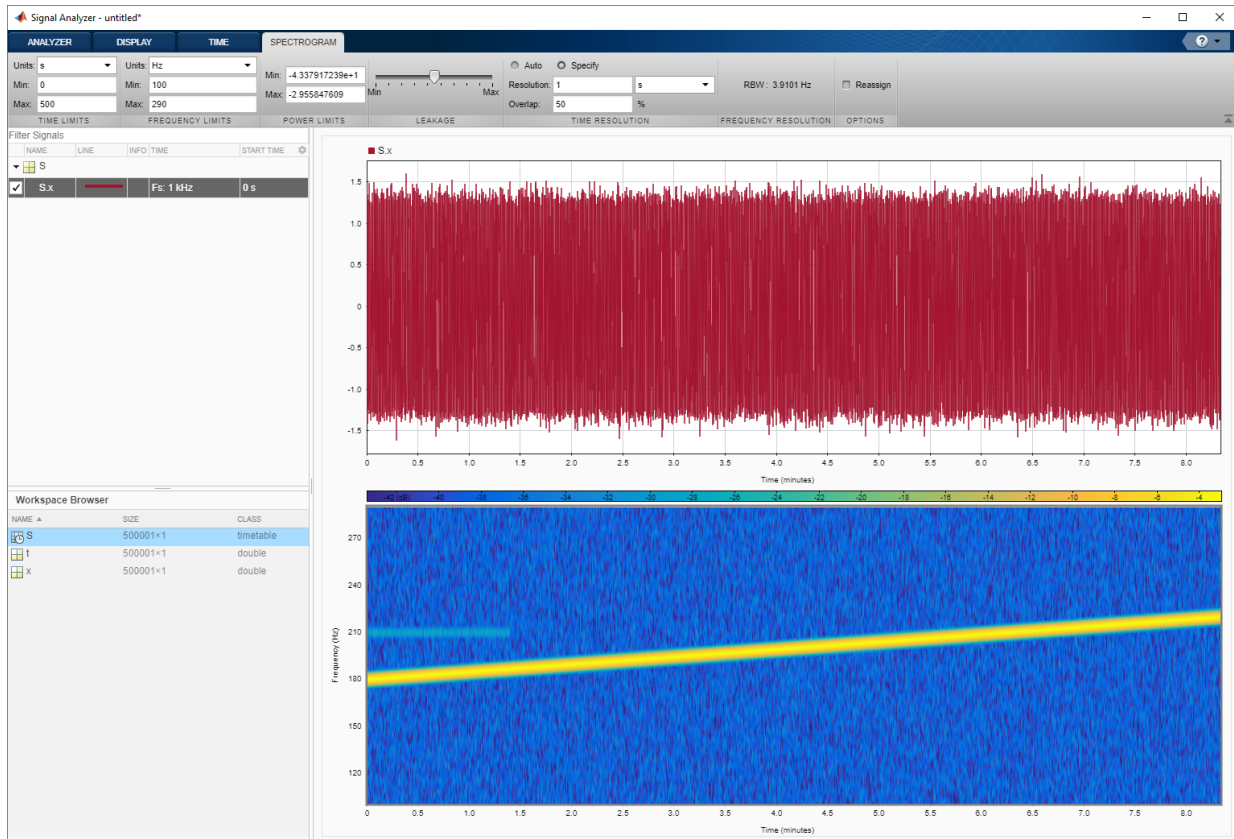 Signal Analyzer - untitled*
ANALYZER DISPLAY TIME SPECTROGRAM
?
Units: s Units: Hz
Min: 0 Min: 100
Max: 500 Max: 290
Min: -4.337917239e+1
Max: -2.955847609
Min Max
Auto Specify
Resolution: 1 s
Overlap: 50 %
RBW : 3.9101 Hz
Reassign
TIME LIMITS FREQUENCY LIMITS POWER LIMITS LEAKAGE TIME RESOLUTION FREQUENCY RESOLUTION OPTIONS
Filter Signals
NAME LINE INFO TIME START TIME
S
S.x Fs: 1 kHz 0 s
Workspace Browser
NAME SIZE CLASS
S 500001×1 timetable
t 500001×1 double
x 500001×1 double
S.x
1.5
1.0
0.5
0
-0.5
-1.0
-1.5
0 0.5 1.0 1.5 2.0 2.5 3.0 3.5 4.0 4.5 5.0 5.5 6.0 6.5 7.0 7.5 8.0
Time (minutes)
-42 (dB) -40 -38 -36 -34 -32 -30 -28 -26 -24 -22 -20 -18 -16 -14 -12 -10 -8 -6 -4
Frequency (Hz)
270
240
210
180
150
120
0 0.5 1.0 1.5 2.0 2.5 3.0 3.5 4.0 4.5 5.0 5.5 6.0 6.5 7.0 7.5 8.0
Time (minutes)